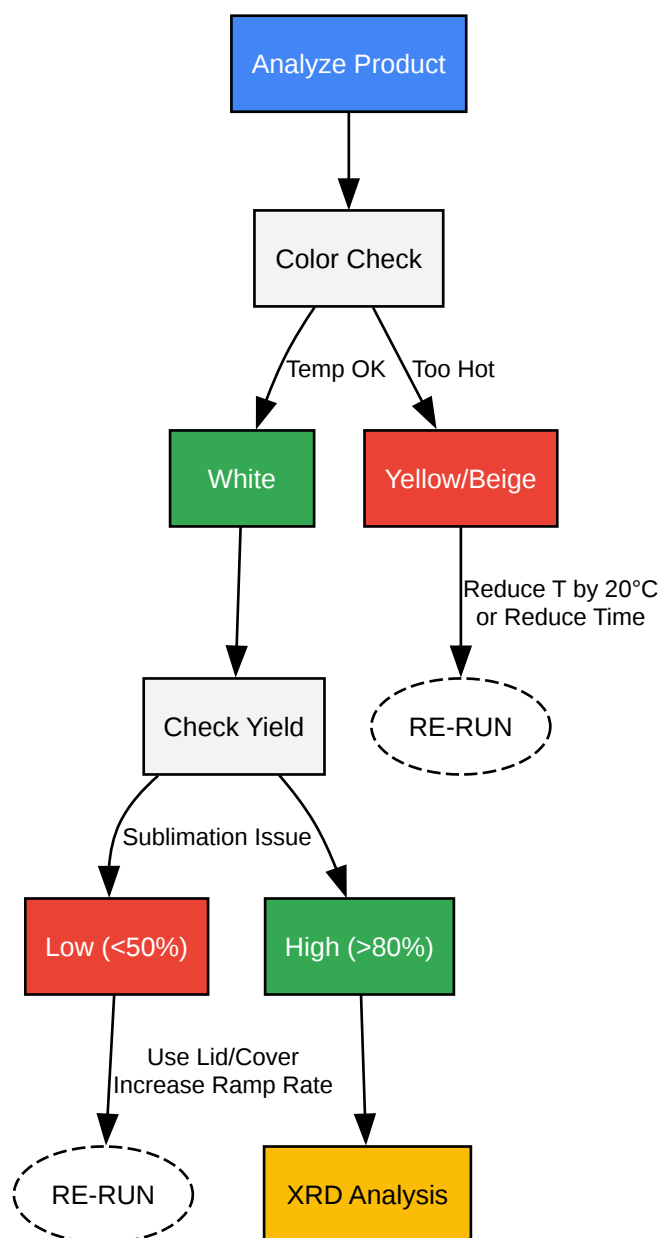 Analyze Product
Color Check
Temp OK
Too Hot
White
Yellow/Beige
Reduce T by 20°C
or Reduce Time
Check Yield
RE-RUN
Sublimation Issue
Low (<50%)
High (>80%)
Use Lid/Cover
Increase Ramp Rate
RE-RUN
XRD Analysis